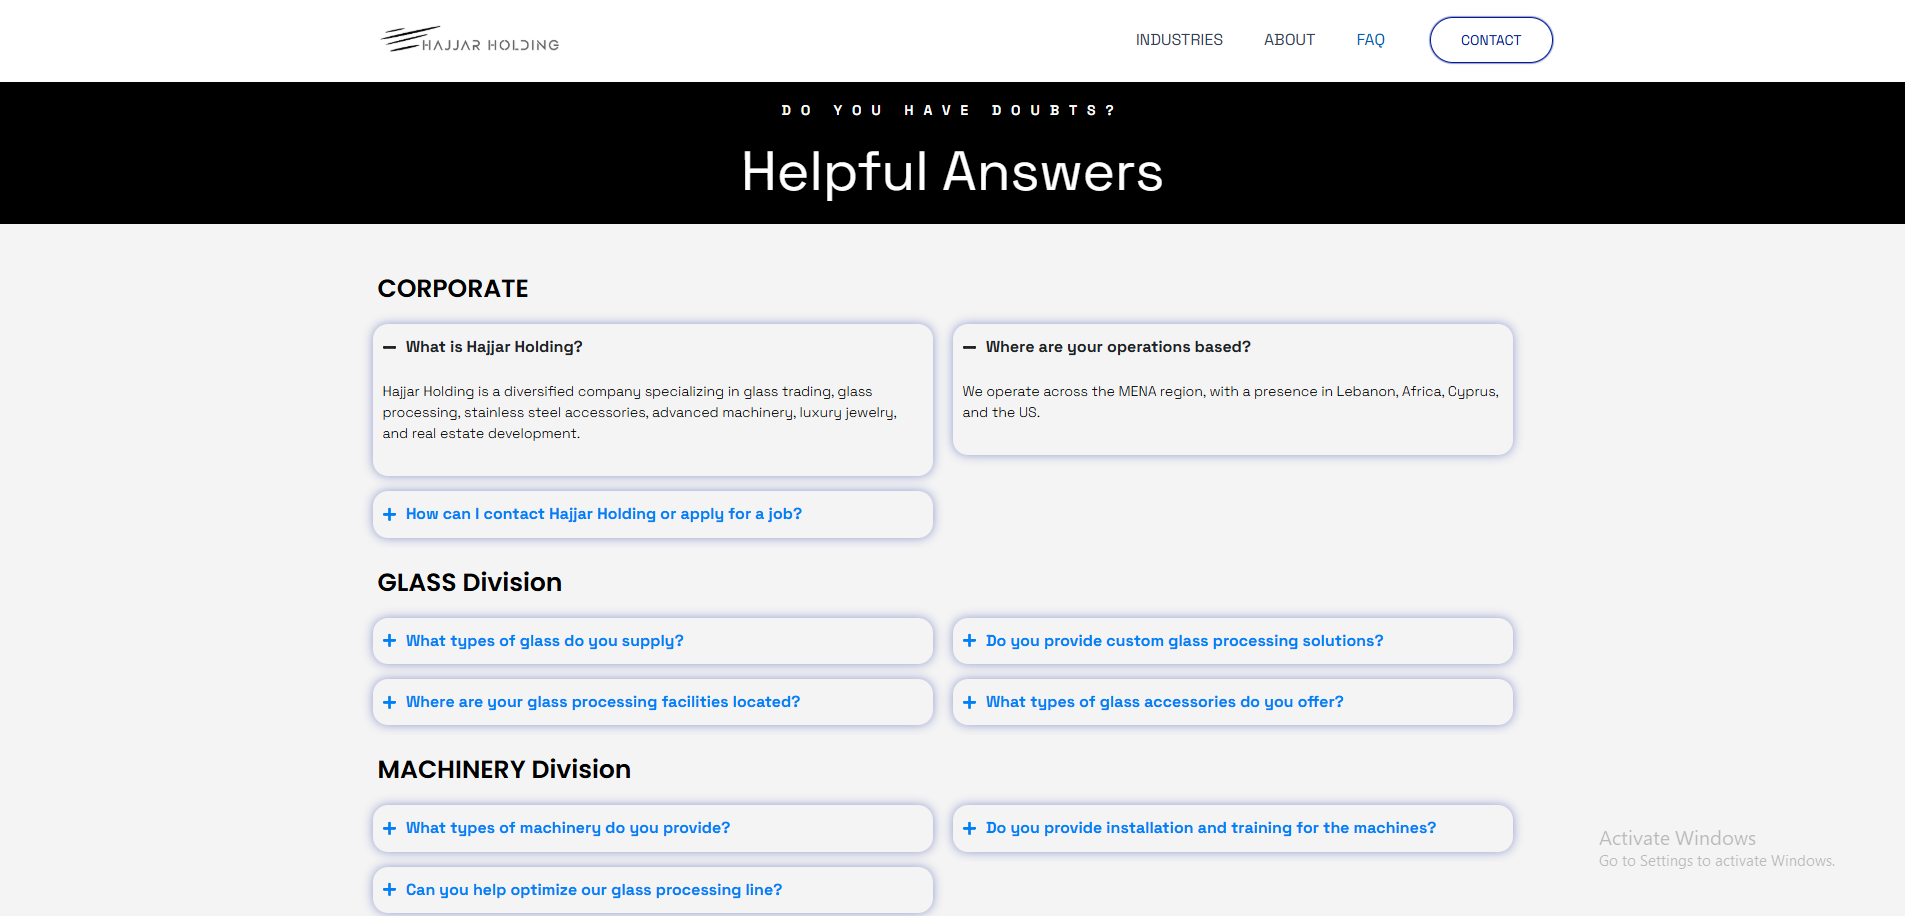 HAJJAR HOLDING
INDUSTRIES
ABOUT
FAQ
CONTACT
DO YOU HAVE DOUBTS?
Helpful Answers
CORPORATE
What is Hajjar Holding?
Hajjar Holding is a diversified company specializing in glass trading, glass
processing, stainless steel accessories, advanced machinery, luxury jewelry,
and real estate development.
Where are your operations based?
We operate across the MENA region, with a presence in Lebanon, Africa, Cyprus,
and the US.
How can I contact Hajjar Holding or apply for a job?
GLASS Division
What types of glass do you supply?
Do you provide custom glass processing solutions?
Where are your glass processing facilities located?
What types of glass accessories do you offer?
MACHINERY Division
What types of machinery do you provide?
Do you provide installation and training for the machines?
Can you help optimize our glass processing line?
Activate Windows
Go to Settings to activate Windows.